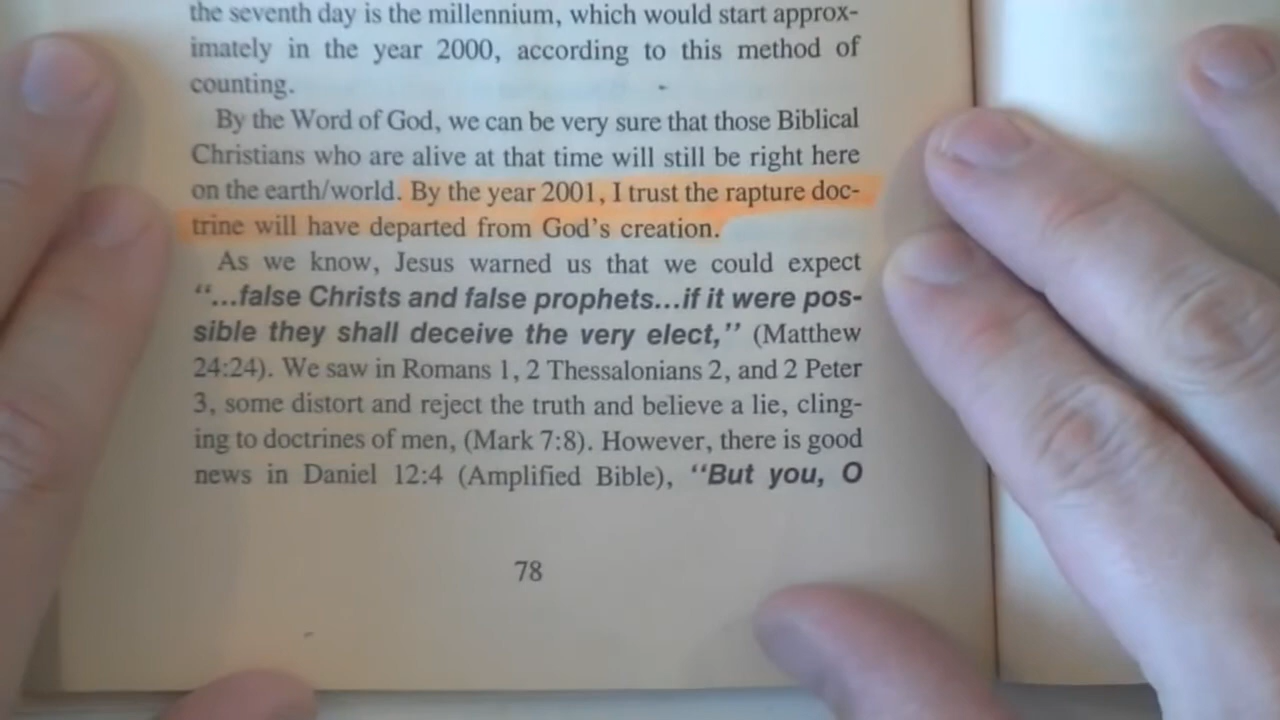 the seventh day is the millennium, which would start approx-
imately in the year 2000, according to this method of
counting.
By the Word of God, we can be very sure that those Biblical
Christians who are alive at that time will still be right here
on the earth/world. By the year 2001, I trust the rapture doc-
trine will have departed from God's creation.
As we know, Jesus warned us that we could expect
“...false Christs and false prophets...if it were pos-
sible they shall deceive the very elect,” (Matthew
24:24). We saw in Romans 1, 2 Thessalonians 2, and 2 Peter
3, some distort and reject the truth and believe a lie, cling-
ing to doctrines of men, (Mark 7:8). However, there is good
news in Daniel 12:4 (Amplified Bible), “But you, O
78